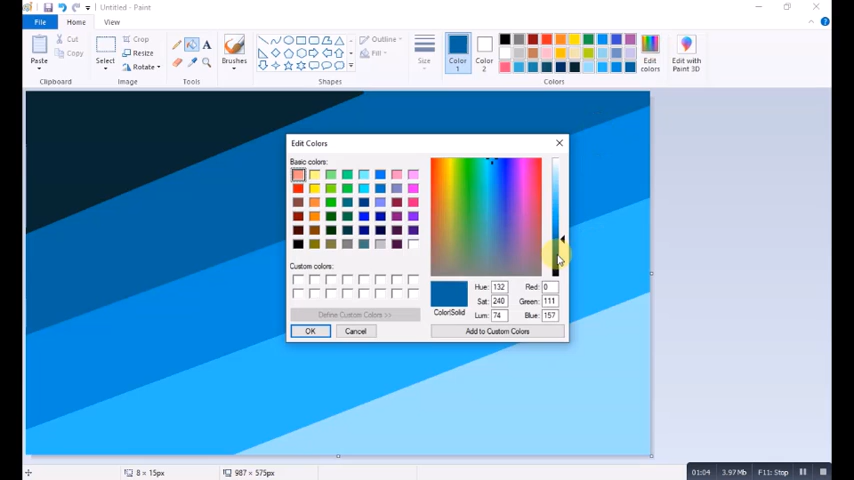 Untitled - Paint
File
Home
View
Paste
Cut
Copy
Clipboard
Select
Crop
Resize
Rotate
Image
A
Tools
Brushes
Outline
Fill
Shapes
Size
Color
1
Color
2
Edit
colors
Colors
Edit with
Paint 3D
Edit Colors
Basic colors:
Custom colors:
Define Custom Colors >>
OK
Cancel
Color|Solid
Hue: 132
Sat: 240
Lum: 74
Red: 0
Green: 111
Blue: 157
Add to Custom Colors
8 × 15px
987 × 575px
01:04
3.97Mb
F11: Stop